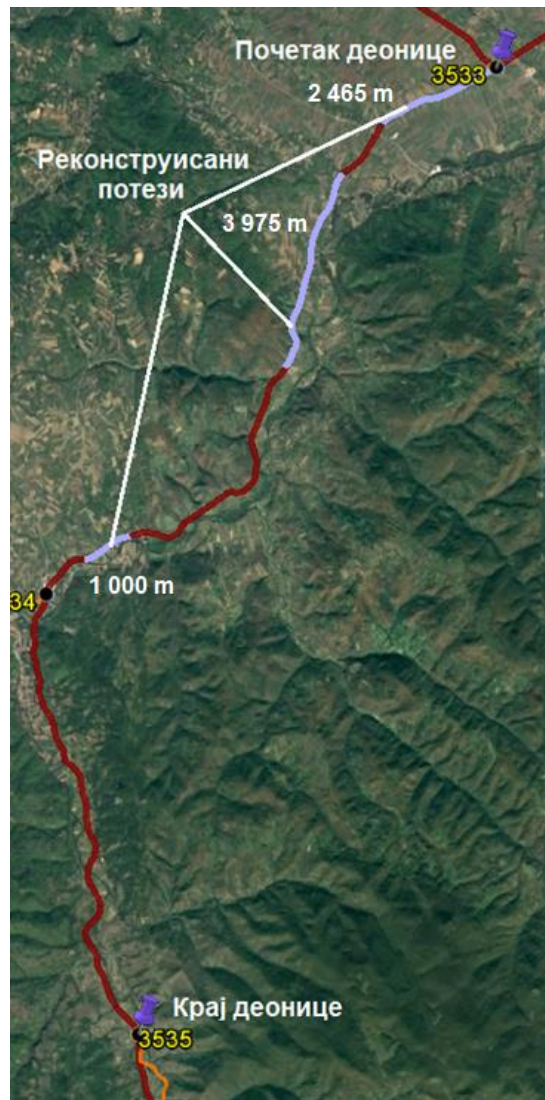 Почетак деонице
3533
2 465 m
Реконструисани
потези
3 975 m
1 000 m
34
Крај деонице
3535